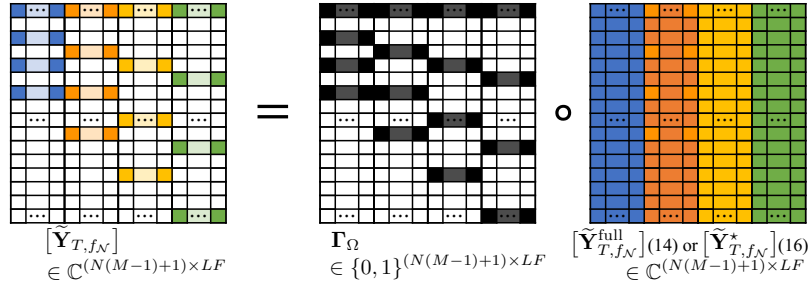 ... ... ... ...
... ... ... ...
... ... ... ...
... ... ... ...
... ... ... ...
... ... ... ...
... ... ... ...
... ... ... ...
... ... ... ...
= ∘
[Ỹ_{T,f_𝒩}]
∈ ℂ^{(N(M−1)+1)×LF}
Γ_Ω
∈ {0, 1}^{(N(M−1)+1)×LF}
[Ỹ^{full}_{T,f_𝒩}](14) or [Ỹ^⋆_{T,f_𝒩}](16)
∈ ℂ^{(N(M−1)+1)×LF}